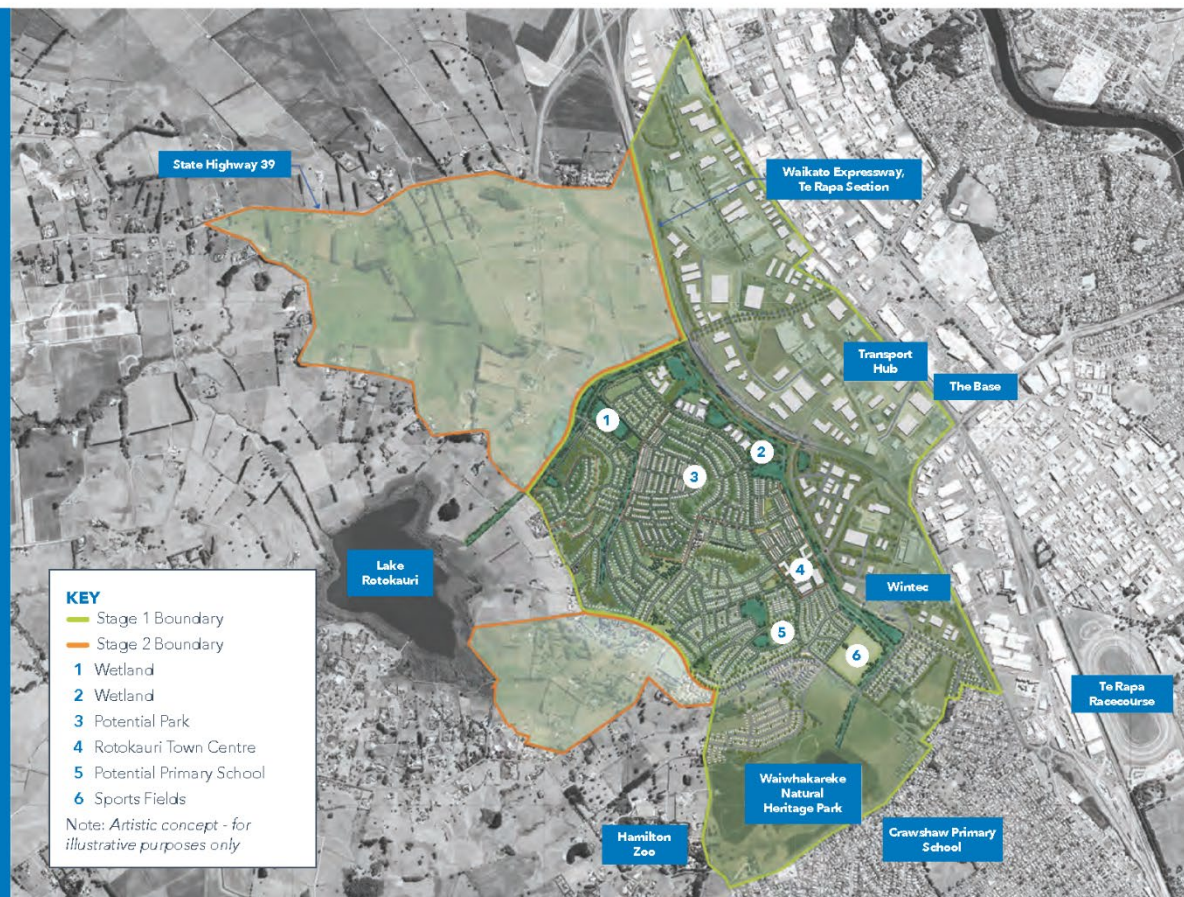 State Highway 39
Waikato Expressway,
Te Rapa Section
Transport
Hub
The Base
1
2
3
Lake
Rotokauri
4
Wintec
5
6
Te Rapa
Racecourse
Waiwhakareke
Natural
Heritage Park
Hamilton
Zoo
Crawshaw Primary
School
KEY
Stage 1 Boundary
Stage 2 Boundary
1 Wetland
2 Wetland
3 Potential Park
4 Rotokauri Town Centre
5 Potential Primary School
6 Sports Fields
Note: Artistic concept - for
illustrative purposes only